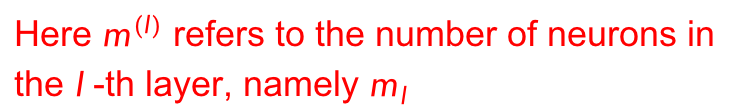 Here m^(l) refers to the number of neurons in
the l -th layer, namely m_l